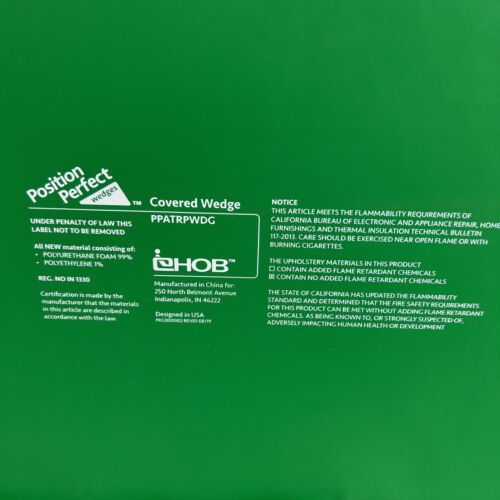 Position
Perfect
wedges™
UNDER PENALTY OF LAW THIS
LABEL NOT TO BE REMOVED
All NEW material consisting of:
• POLYURETHANE FOAM 99%
• POLYETHYLENE 1%
REG. NO IN 1330
Certification is made by the
manufacturer that the materials
in this article are described in
accordance with the law.
Covered Wedge
PPATRPWDG
EHOB™
Manufactured in China for:
250 North Belmont Avenue
Indianapolis, IN 46222
Designed in USA
PKG000002 REV01 08/19
NOTICE
THIS ARTICLE MEETS THE FLAMMABILITY REQUIREMENTS OF
CALIFORNIA BUREAU OF ELECTRONIC AND APPLIANCE REPAIR, HOME
FURNISHINGS AND THERMAL INSULATION TECHNICAL BULLETIN
117-2013. CARE SHOULD BE EXERCISED NEAR OPEN FLAME OR WITH
BURNING CIGARETTES.
THE UPHOLSTERY MATERIALS IN THIS PRODUCT
☐ CONTAIN ADDED FLAME RETARDANT CHEMICALS
☒ CONTAIN NO ADDED FLAME RETARDANT CHEMICALS
THE STATE OF CALIFORNIA HAS UPDATED THE FLAMMABILITY
STANDARD AND DETERMINED THAT THE FIRE SAFETY REQUIREMENTS
FOR THIS PRODUCT CAN BE MET WITHOUT ADDING FLAME RETARDANT
CHEMICALS. AS BEING KNOWN TO, OR STRONGLY SUSPECTED OF,
ADVERSELY IMPACTING HUMAN HEALTH OR DEVELOPMENT